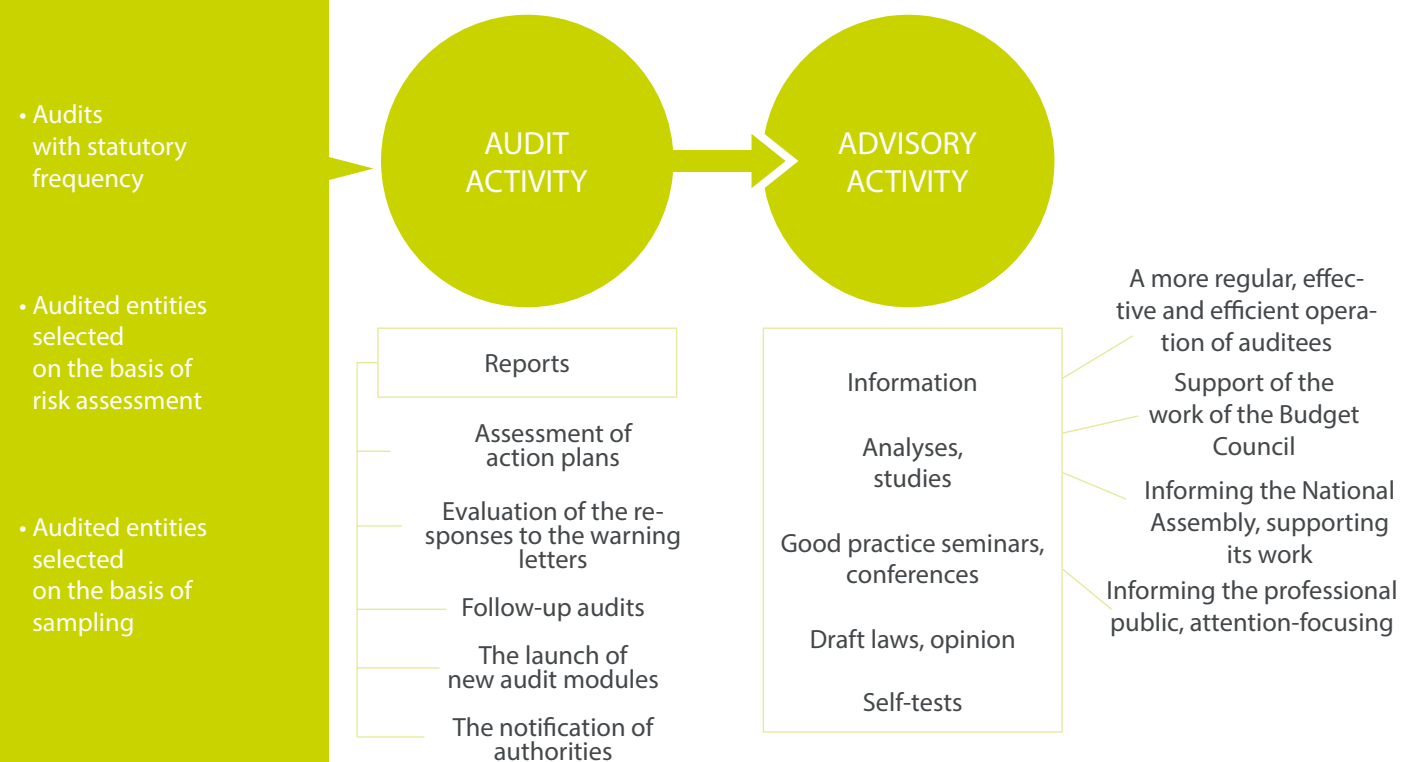 • Audits
with statutory
frequency
• Audited entities
selected
on the basis of
risk assessment
• Audited entities
selected
on the basis of
sampling
AUDIT
ACTIVITY
Reports
Assessment of
action plans
Evaluation of the re-
sponses to the warning
letters
Follow-up audits
The launch of
new audit modules
The notification of
authorities
ADVISORY
ACTIVITY
Information
Analyses,
studies
Good practice seminars,
conferences
Draft laws, opinion
Self-tests
A more regular, effec-
tive and efficient opera-
tion of auditees
Support of the
work of the Budget
Council
Informing the National
Assembly, supporting
its work
Informing the professional
public, attention-focusing